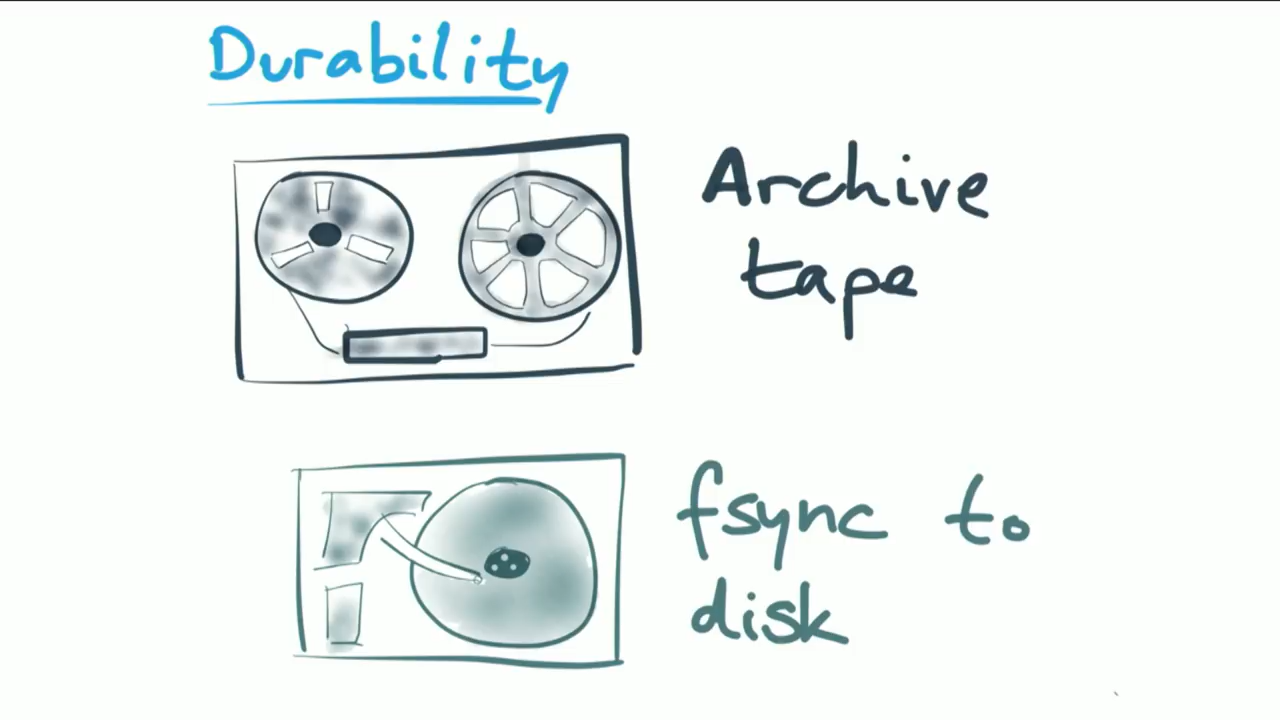 Durability
Archive
tape
fsync to
disk